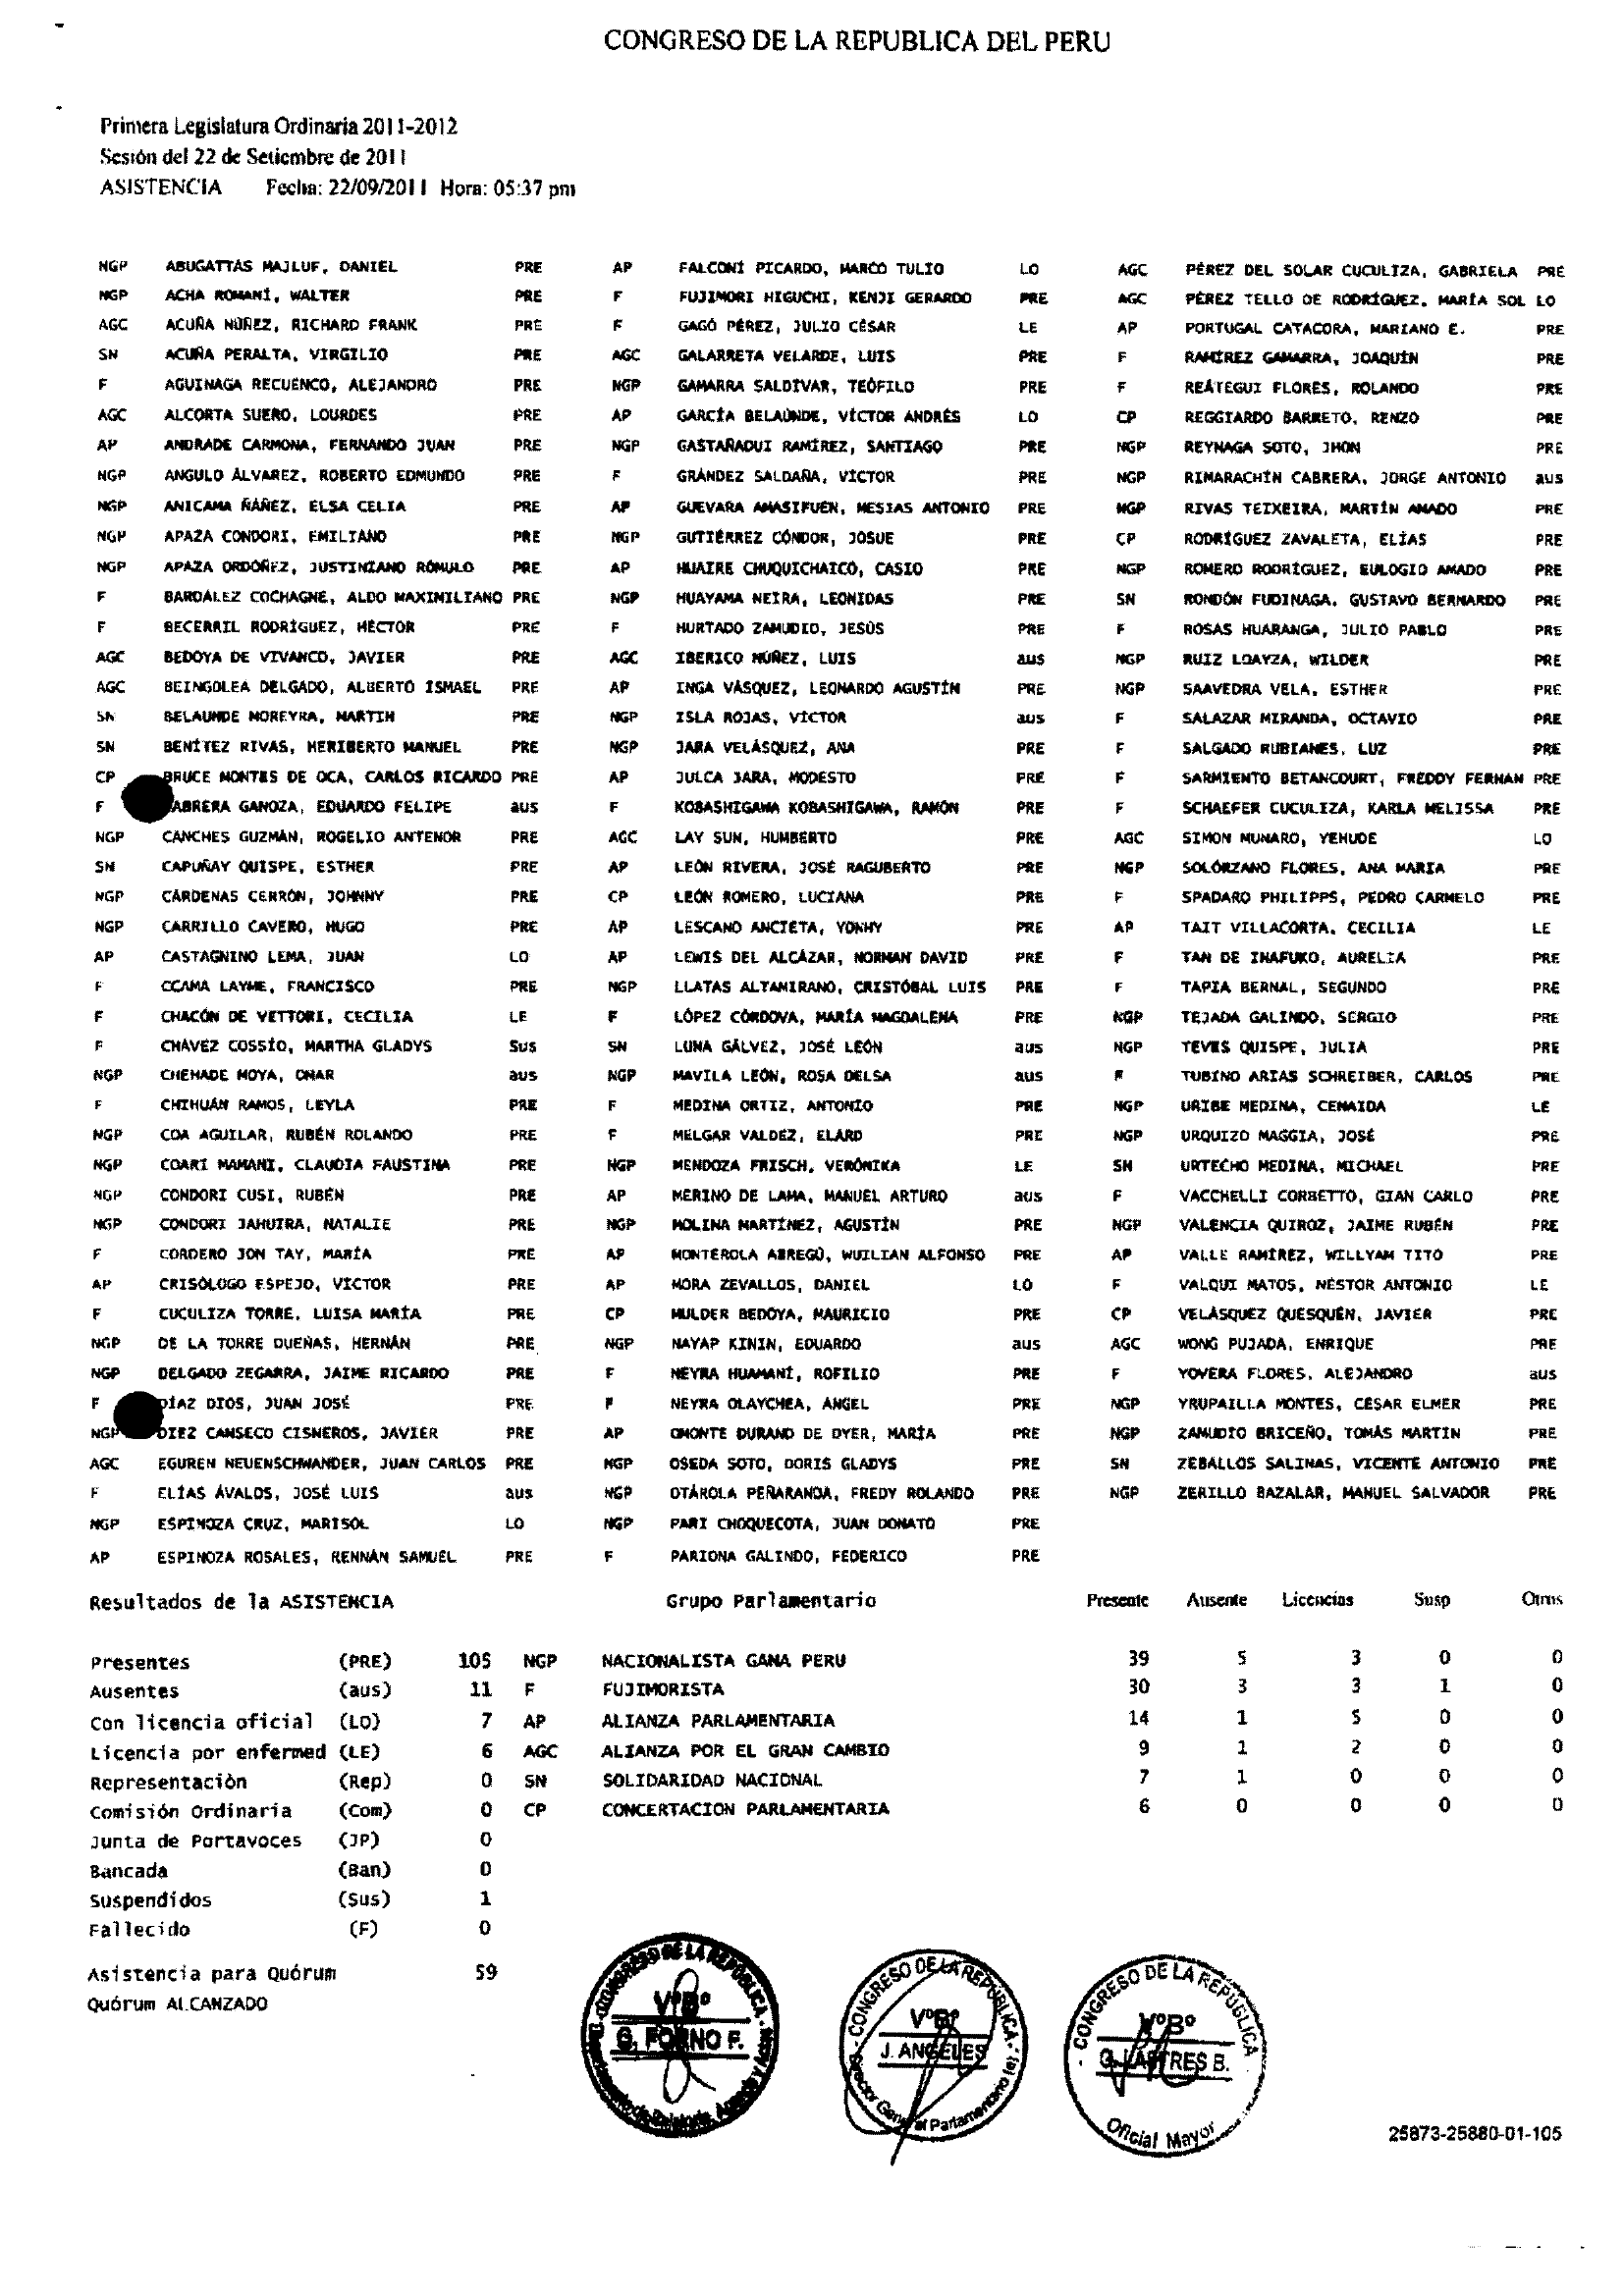 CONGRESO DE LA REPUBLICA DEL PERU
Primera Legislatura Ordinaria 2011-2012
Sesión del 22 de Setiembre de 2011
ASISTENCIA Fecha: 22/09/2011 Hora: 05:37 pm
NGP ABUGATTÁS MAJLUF, DANIEL PRE AP FALCONÍ PICARDO, MARCO TULIO LO AGC PÉREZ DEL SOLAR CUCULIZA, GABRIELA PRE
NGP ACHA ROMANÍ, WALTER PRE F FUJIMORI HIGUCHI, KENJI GERARDO PRE AGC PÉREZ TELLO DE RODRÍGUEZ, MARÍA SOL LO
AGC ACUÑA NÚÑEZ, RICHARD FRANK PRE F GAGÓ PÉREZ, JULIO CÉSAR LE AP PORTUGAL CATACORA, MARIANO E. PRE
SN ACUÑA PERALTA, VIRGILIO PRE AGC GALARRETA VELARDE, LUIS PRE F RAMÍREZ GAMARRA, JOAQUÍN PRE
F AGUINAGA RECUENCO, ALEJANDRO PRE NGP GAMARRA SALDÍVAR, TEÓFILO PRE F REÁTEGUI FLORES, ROLANDO PRE
AGC ALCORTA SUERO, LOURDES PRE AP GARCÍA BELAÚNDE, VÍCTOR ANDRÉS LO CP REGGIARDO BARRETO, RENZO PRE
AP ANDRADE CARMONA, FERNANDO JUAN PRE NGP GASTAÑADUI RAMÍREZ, SANTIAGO PRE NGP REYNAGA SOTO, JHON PRE
NGP ANGULO ÁLVAREZ, ROBERTO EDMUNDO PRE F GRÁNDEZ SALDAÑA, VÍCTOR PRE NGP RIMARACHÍN CABRERA, JORGE ANTONIO aus
NGP ANICAMA ÑÁÑEZ, ELSA CELIA PRE AP GUEVARA AMASIFUEN, MESIAS ANTONIO PRE NGP RIVAS TEIXEIRA, MARTÍN AMADO PRE
NGP APAZA CONDORI, EMILIANO PRE NGP GUTIÉRREZ CÓNDOR, JOSUE PRE CP RODRÍGUEZ ZAVALETA, ELÍAS PRE
NGP APAZA ORDÓÑEZ, JUSTINIANO RÓMULO PRE AP HUAIRE CHUQUICHAICO, CASIO PRE NGP ROMERO RODRÍGUEZ, EULOGIO AMADO PRE
F BARDALEZ COCHAGNE, ALDO MAXIMILIANO PRE NGP HUAYAMA NEIRA, LEONIDAS PRE SN RONDÓN FUDINAGA, GUSTAVO BERNARDO PRE
F BECERRIL RODRÍGUEZ, HÉCTOR PRE F HURTADO ZAMUDIO, JESÚS PRE F ROSAS HUARANGA, JULIO PABLO PRE
AGC BEDOYA DE VIVANCO, JAVIER PRE AGC IBERICO NÚÑEZ, LUIS aus NGP RUIZ LOAYZA, WILDER PRE
AGC BEINGOLEA DELGADO, ALBERTO ISMAEL PRE AP INGA VÁSQUEZ, LEONARDO AGUSTÍN PRE NGP SAAVEDRA VELA, ESTHER PRE
SN BELAUNDE MOREYRA, MARTIN PRE NGP ISLA ROJAS, VÍCTOR aus F SALAZAR MIRANDA, OCTAVIO PRE
SN BENÍTEZ RIVAS, HERIBERTO MANUEL PRE NGP JARA VELÁSQUEZ, ANA PRE F SALGADO RUBIANES, LUZ PRE
CP BRUCE MONTES DE OCA, CARLOS RICARDO PRE AP JULCA JARA, MODESTO PRE F SARMIENTO BETANCOURT, FREDDY FERNAN PRE
F ABRERA GANOZA, EDUARDO FELIPE aus F KOBASHIGAWA KOBASHIGAWA, RAMÓN PRE F SCHAEFER CUCULIZA, KARLA MELISSA PRE
NGP CANCHES GUZMÁN, ROGELIO ANTENOR PRE AGC LAY SUN, HUMBERTO PRE AGC SIMON MUNARO, YEHUDE LO
SN CAPUÑAY QUISPE, ESTHER PRE AP LEÓN RIVERA, JOSÉ RAGUBERTO PRE NGP SOLÓRZANO FLORES, ANA MARIA PRE
NGP CÁRDENAS CERRÓN, JOHNNY PRE CP LEÓN ROMERO, LUCIANA PRE F SPADARO PHILIPPS, PEDRO CARMELO PRE
NGP CARRILLO CAVERO, HUGO PRE AP LESCANO ANCIETA, YONHY PRE AP TAIT VILLACORTA, CECILIA LE
AP CASTAGNINO LEMA, JUAN LO AP LEWIS DEL ALCÁZAR, NORMAN DAVID PRE F TAN DE INAFUKO, AURELIA PRE
F CCAMA LAYME, FRANCISCO PRE NGP LLATAS ALTAMIRANO, CRISTÓBAL LUIS PRE F TAPIA BERNAL, SEGUNDO PRE
F CHACÓN DE VETTORI, CECILIA LE F LÓPEZ CÓRDOVA, MARÍA MAGDALENA PRE NGP TEJADA GALINDO, SERGIO PRE
F CHÁVEZ COSSÍO, MARTHA GLADYS Sus SN LUNA GÁLVEZ, JOSÉ LEÓN aus NGP TEVES QUISPE, JULIA PRE
NGP CHEHADE MOYA, OMAR aus NGP MAVILA LEÓN, ROSA DELSA aus F TUBINO ARIAS SCHREIBER, CARLOS PRE
F CHIHUÁN RAMOS, LEYLA PRE F MEDINA ORTIZ, ANTONIO PRE NGP URIBE MEDINA, CENAIDA LE
NGP COA AGUILAR, RUBÉN ROLANDO PRE F MELGAR VALDEZ, ELARD PRE NGP URQUIZO MAGGIA, JOSÉ PRE
NGP COARI MAMANI, CLAUDIA FAUSTINA PRE NGP MENDOZA FRISCH, VERÓNIKA LE SN URTECHO MEDINA, MICHAEL PRE
NGP CONDORI CUSI, RUBÉN PRE AP MERINO DE LAMA, MANUEL ARTURO aus F VACCHELLI CORBETTO, GIAN CARLO PRE
NGP CONDORI JAHUIRA, NATALIE PRE NGP MOLINA MARTÍNEZ, AGUSTÍN PRE NGP VALENCIA QUIROZ, JAIME RUBÉN PRE
F CORDERO JON TAY, MARÍA PRE AP MONTEROLA ABREGÚ, WUILIAN ALFONSO PRE AP VALLE RAMÍREZ, WILLYAM TITO PRE
AP CRISÓLOGO ESPEJO, VÍCTOR PRE AP MORA ZEVALLOS, DANIEL LO F VALQUI MATOS, NÉSTOR ANTONIO LE
F CUCULIZA TORRE, LUISA MARÍA PRE CP MULDER BEDOYA, MAURICIO PRE CP VELÁSQUEZ QUESQUÉN, JAVIER PRE
NGP DE LA TORRE DUEÑAS, HERNÁN PRE NGP NAYAP KININ, EDUARDO aus AGC WONG PUJADA, ENRIQUE PRE
NGP DELGADO ZEGARRA, JAIME RICARDO PRE F NEYRA HUAMANÍ, ROFILIO PRE F YOVERA FLORES, ALEJANDRO aus
F DÍAZ DIOS, JUAN JOSÉ PRE F NEYRA OLAYCHEA, ÁNGEL PRE NGP YRUPAILLA MONTES, CÉSAR ELMER PRE
NGP DIEZ CANSECO CISNEROS, JAVIER PRE AP OMONTE DURAND DE DYER, MARÍA PRE NGP ZAMUDIO BRICEÑO, TOMÁS MARTÍN PRE
AGC EGUREN NEUENSCHWANDER, JUAN CARLOS PRE NGP OSEDA SOTO, DORIS GLADYS PRE SN ZEBALLOS SALINAS, VICENTE ANTONIO PRE
F ELÍAS ÁVALOS, JOSÉ LUIS aus NGP OTÁROLA PEÑARANDA, FREDY ROLANDO PRE NGP ZERILLO BAZALAR, MANUEL SALVADOR PRE
NGP ESPINOZA CRUZ, MARISOL LO NGP PARI CHOQUECOTA, JUAN DONATO PRE
AP ESPINOZA ROSALES, RENNÁN SAMUEL PRE F PARIONA GALINDO, FEDERICO PRE
Resultados de la ASISTENCIA Grupo Parlamentario Presente Ausente Licencias Susp Otros
Presentes (PRE) 105 NGP NACIONALISTA GANA PERU 39 5 3 0 0
Ausentes (aus) 11 F FUJIMORISTA 30 3 3 1 0
Con licencia oficial (LO) 7 AP ALIANZA PARLAMENTARIA 14 1 5 0 0
Licencia por enfermed (LE) 6 AGC ALIANZA POR EL GRAN CAMBIO 9 1 2 0 0
Representación (Rep) 0 SN SOLIDARIDAD NACIONAL 7 1 0 0 0
Comisión Ordinaria (Com) 0 CP CONCERTACION PARLAMENTARIA 6 0 0 0 0
Junta de Portavoces (JP) 0
Bancada (Ban) 0
Suspendidos (Sus) 1
Fallecido (F) 0
Asistencia para Quórum 59
Quórum ALCANZADO
CONGRESO DE LA REPÚBLICA
VºBº
G. FORNO F.
CONGRESO DE LA REPÚBLICA
VºBº
J. ANGELES
Director General Parlamentario (e)
CONGRESO DE LA REPÚBLICA
VºBº
G. LASTRES B.
Oficial Mayor
25873-25880-01-105